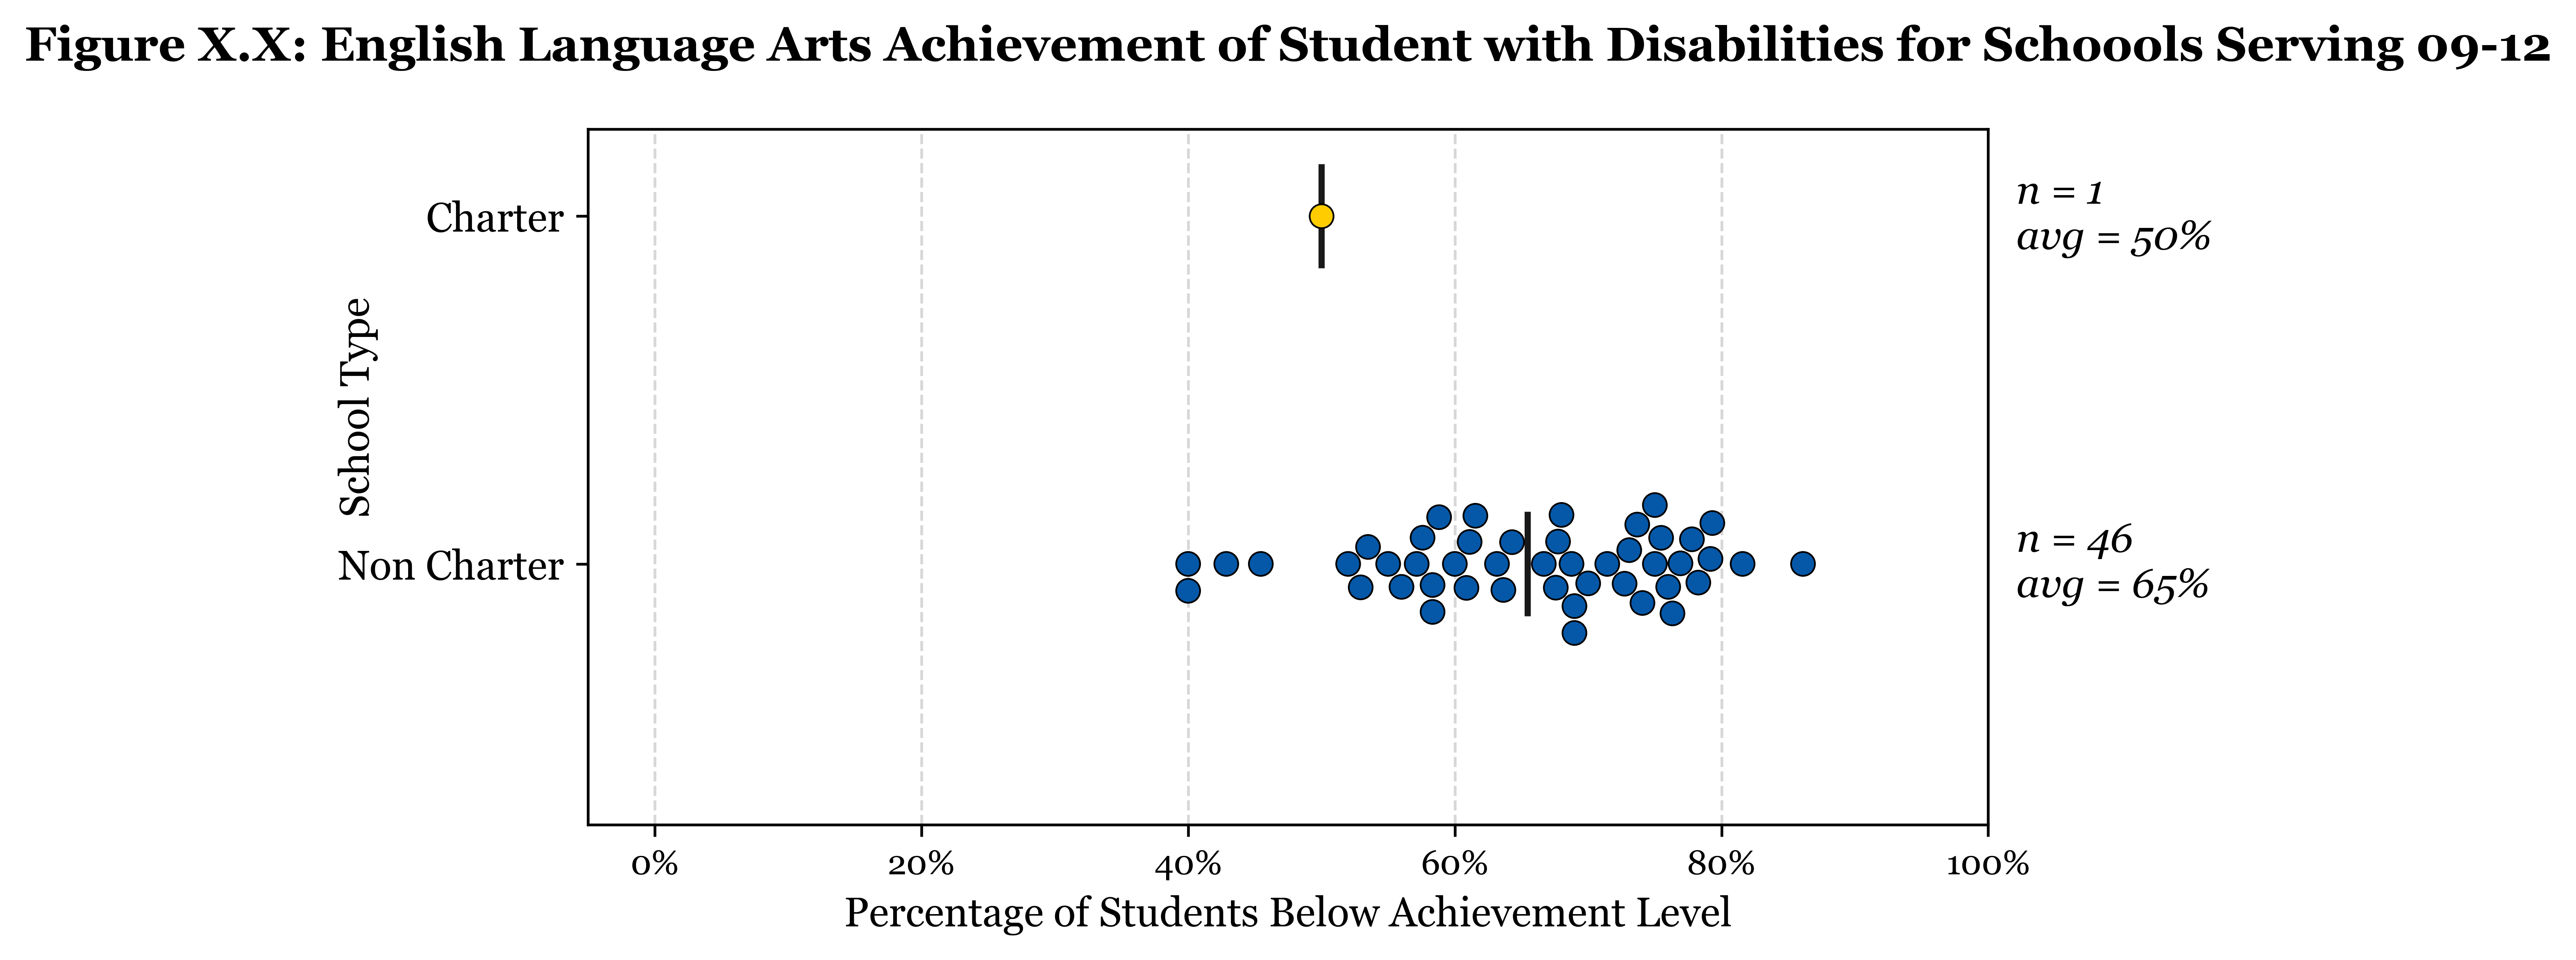 Figure X.X: English Language Arts Achievement of Student with Disabilities for Schoools Serving 09-12
Charter
n = 1
avg = 50%
School Type
Non Charter
n = 46
avg = 65%
0% 20% 40% 60% 80% 100%
Percentage of Students Below Achievement Level